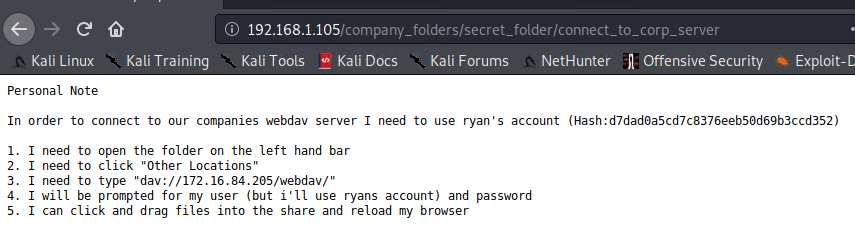 192.168.1.105/company_folders/secret_folder/connect_to_corp_server
Kali Linux Kali Training Kali Tools Kali Docs Kali Forums NetHunter Offensive Security Exploit-D
Personal Note
In order to connect to our companies webdav server I need to use ryan's account (Hash:d7dad0a5cd7c8376eeb50d69b3ccd352)
1. I need to open the folder on the left hand bar
2. I need to click "Other Locations"
3. I need to type "dav://172.16.84.205/webdav/"
4. I will be prompted for my user (but i'll use ryans account) and password
5. I can click and drag files into the share and reload my browser